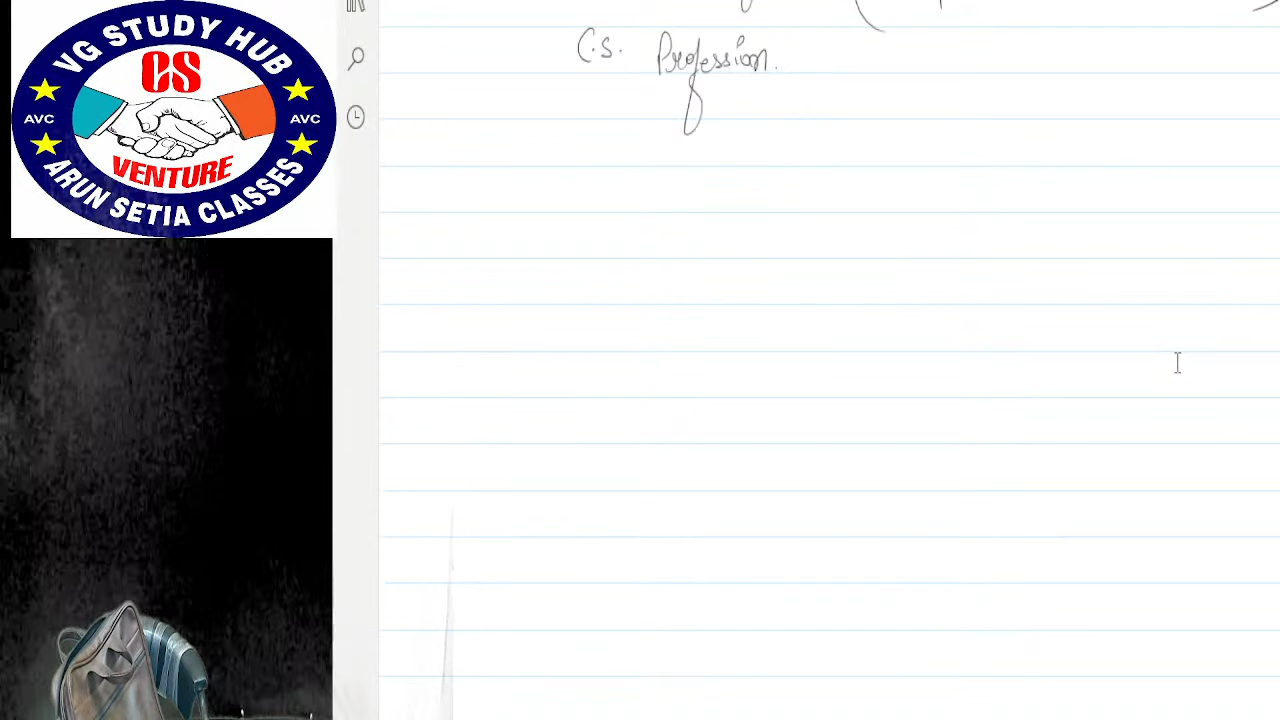 VG STUDY HUB
CS
AVC
AVC
VENTURE
ARUN SETIA CLASSES
C.S. Profession.